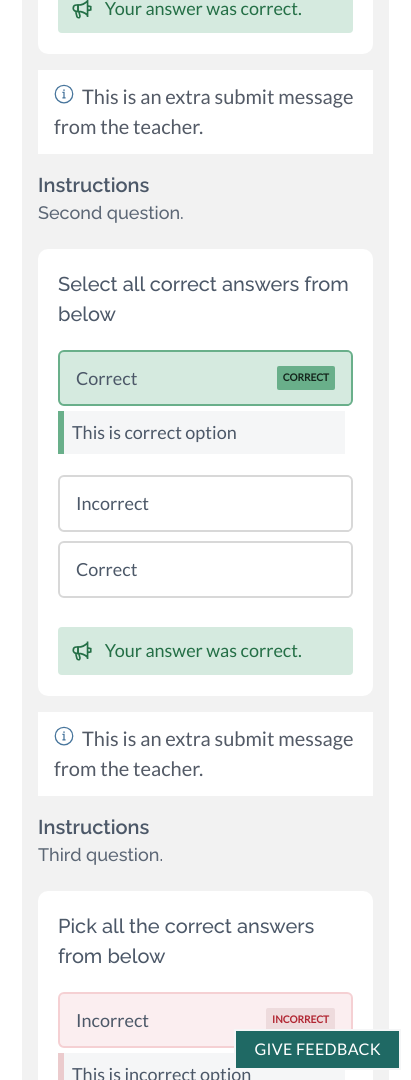 Your answer was correct.
This is an extra submit message
from the teacher.
Instructions
Second question.
Select all correct answers from
below
Correct
CORRECT
This is correct option
Incorrect
Correct
Your answer was correct.
This is an extra submit message
from the teacher.
Instructions
Third question.
Pick all the correct answers
from below
Incorrect
INCORRECT
GIVE FEEDBACK
This is incorrect option